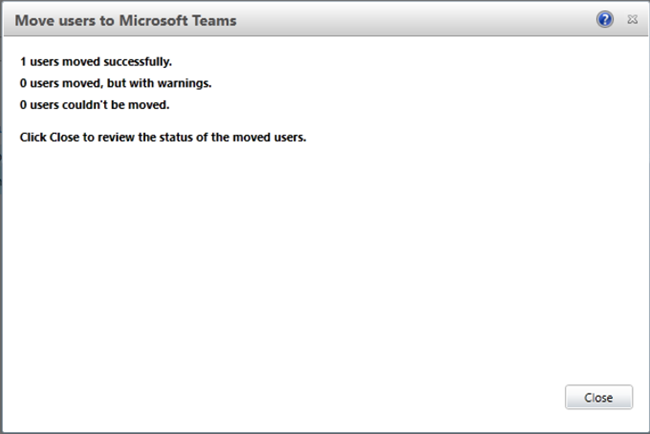 Move users to Microsoft Teams
1 users moved successfully.
0 users moved, but with warnings.
0 users couldn't be moved.
Click Close to review the status of the moved users.
Close